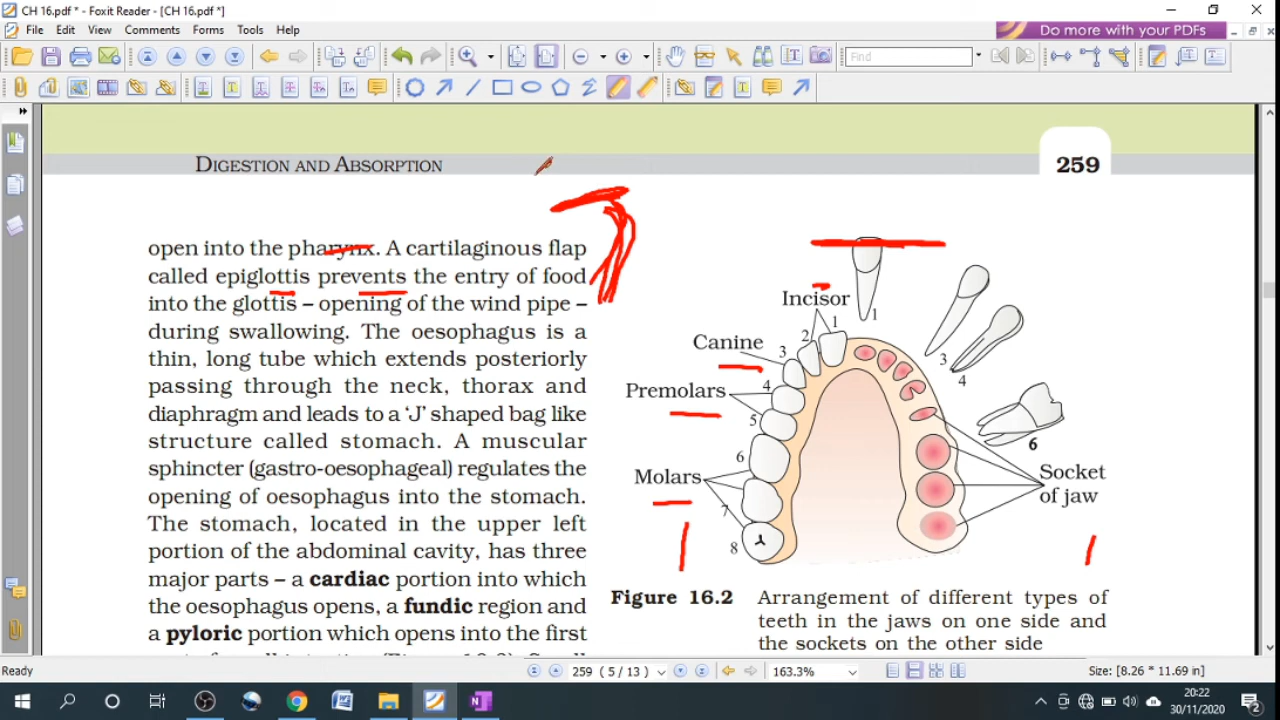 CH 16.pdf * - Foxit Reader - [CH 16.pdf *]
File Edit View Comments Forms Tools Help
Do more with your PDFs
Find
DIGESTION AND ABSORPTION
259
open into the pharynx. A cartilaginous flap
called epiglottis prevents the entry of food
into the glottis – opening of the wind pipe –
during swallowing. The oesophagus is a
thin, long tube which extends posteriorly
passing through the neck, thorax and
diaphragm and leads to a ‘J’ shaped bag like
structure called stomach. A muscular
sphincter (gastro-oesophageal) regulates the
opening of oesophagus into the stomach.
The stomach, located in the upper left
portion of the abdominal cavity, has three
major parts – a cardiac portion into which
the oesophagus opens, a fundic region and
a pyloric portion which opens into the first
Incisor
1
2
1
Canine
3
Premolars
4
5
3
4
6
Molars
6
7
8
Socket
of jaw
Figure 16.2 Arrangement of different types of
teeth in the jaws on one side and
the sockets on the other side
Ready
259 (5 / 13)
163.3%
Size: [8.26 * 11.69 in]
20:22
30/11/2020
2